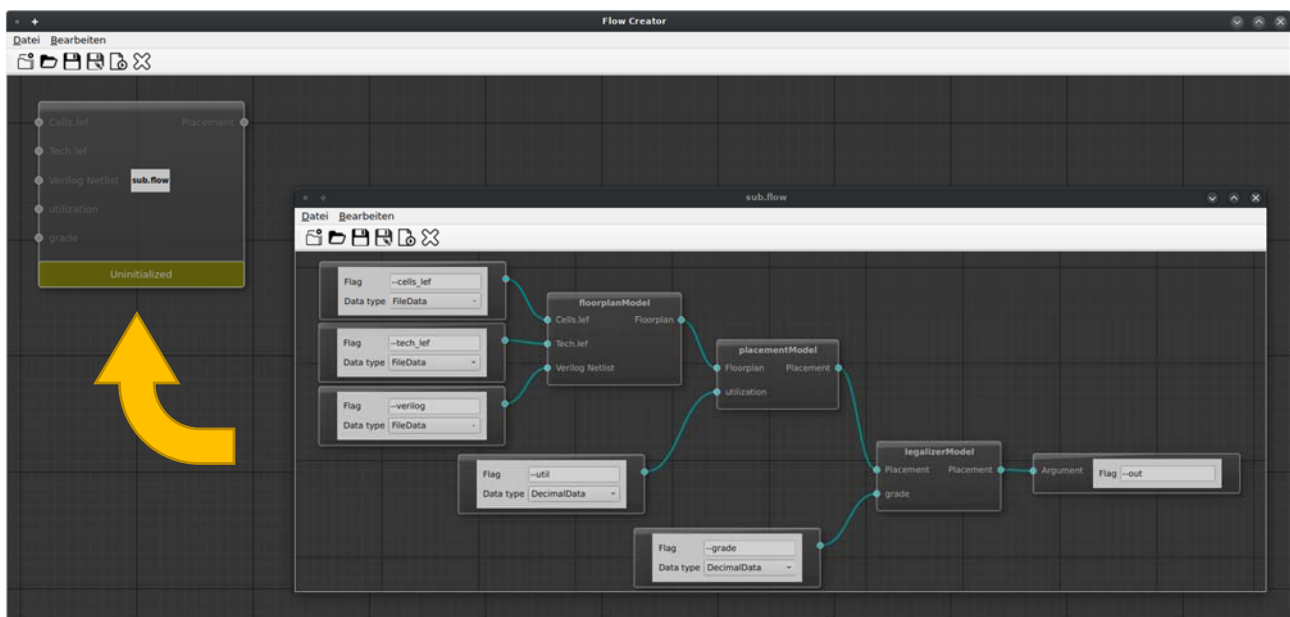 Flow Creator
Datei Bearbeiten
Cells.lef Placement
Tech.lef
Verilog Netlist sub.flow
utilization
grade
Uninitialized
sub.flow
Datei Bearbeiten
Flag --cells_lef
Data type FileData
Flag --tech_lef
Data type FileData
Flag --verilog
Data type FileData
floorplanModel
Cells.lef Floorplan
Tech.lef
Verilog Netlist
placementModel
Floorplan Placement
utilization
Flag --util
Data type DecimalData
legalizerModel
Placement Placement
grade
Argument Flag --out
Flag --grade
Data type DecimalData